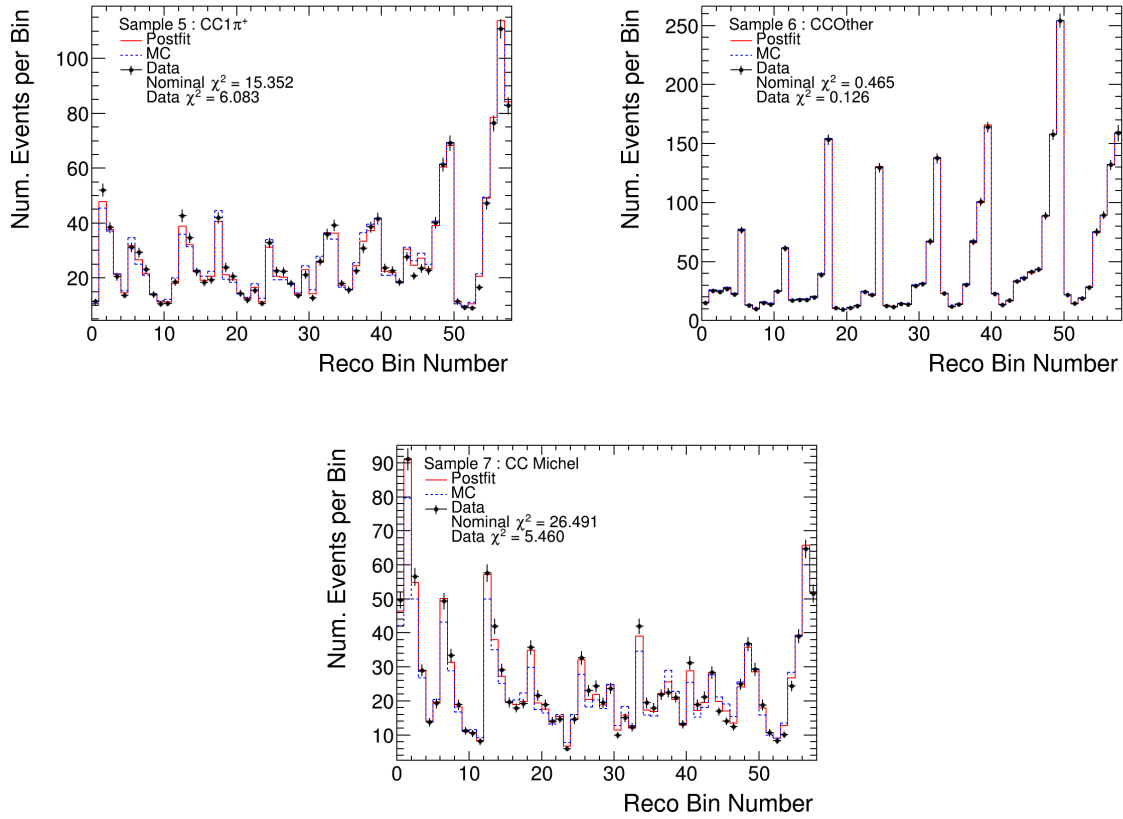 Sample 5 : CC1π⁺
Postfit
MC
Data
Nominal χ² = 15.352
Data χ² = 6.083
Num. Events per Bin
100
80
60
40
20
0 10 20 30 40 50
Reco Bin Number
Sample 6 : CCOther
Postfit
MC
Data
Nominal χ² = 0.465
Data χ² = 0.126
Num. Events per Bin
250
200
150
100
50
0
0 10 20 30 40 50
Reco Bin Number
Sample 7 : CC Michel
Postfit
MC
Data
Nominal χ² = 26.491
Data χ² = 5.460
Num. Events per Bin
90
80
70
60
50
40
30
20
10
0 10 20 30 40 50
Reco Bin Number